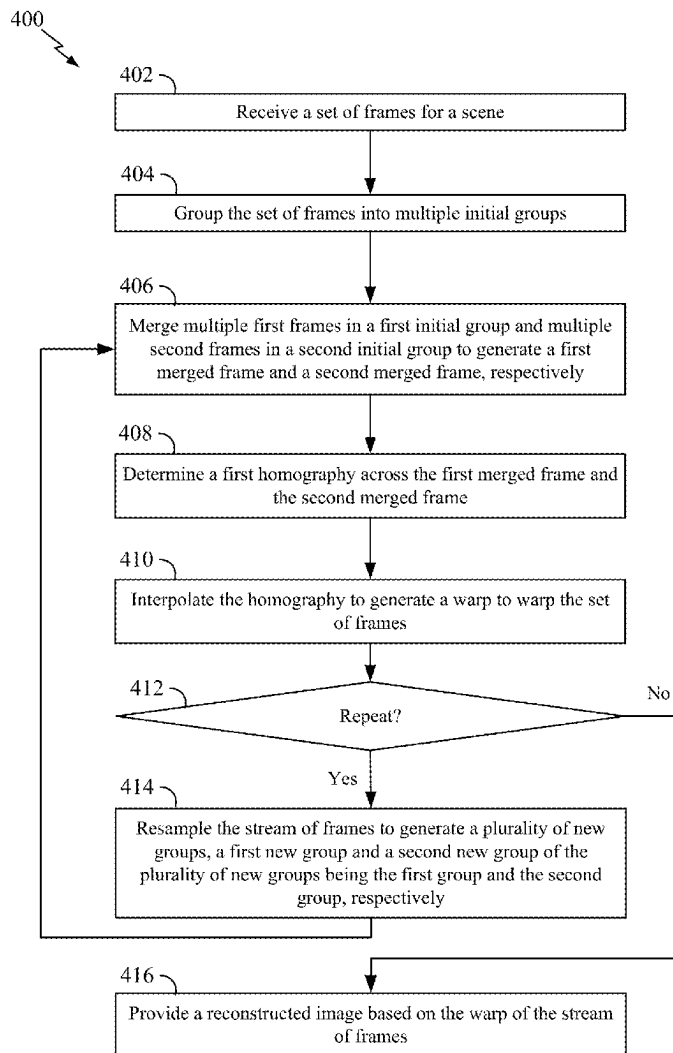 400
402
Receive a set of frames for a scene
404
Group the set of frames into multiple initial groups
406
Merge multiple first frames in a first initial group and multiple
second frames in a second initial group to generate a first
merged frame and a second merged frame, respectively
408
Determine a first homography across the first merged frame and
the second merged frame
410
Interpolate the homography to generate a warp to warp the set
of frames
412
Repeat?
No
Yes
414
Resample the stream of frames to generate a plurality of new
groups, a first new group and a second new group of the
plurality of new groups being the first group and the second
group, respectively
416
Provide a reconstructed image based on the warp of the stream
of frames